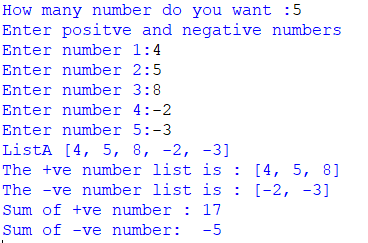 How many number do you want :5
Enter positve and negative numbers
Enter number 1:4
Enter number 2:5
Enter number 3:8
Enter number 4:-2
Enter number 5:-3
ListA [4, 5, 8, -2, -3]
The +ve number list is : [4, 5, 8]
The -ve number list is : [-2, -3]
Sum of +ve number : 17
Sum of -ve number:  -5